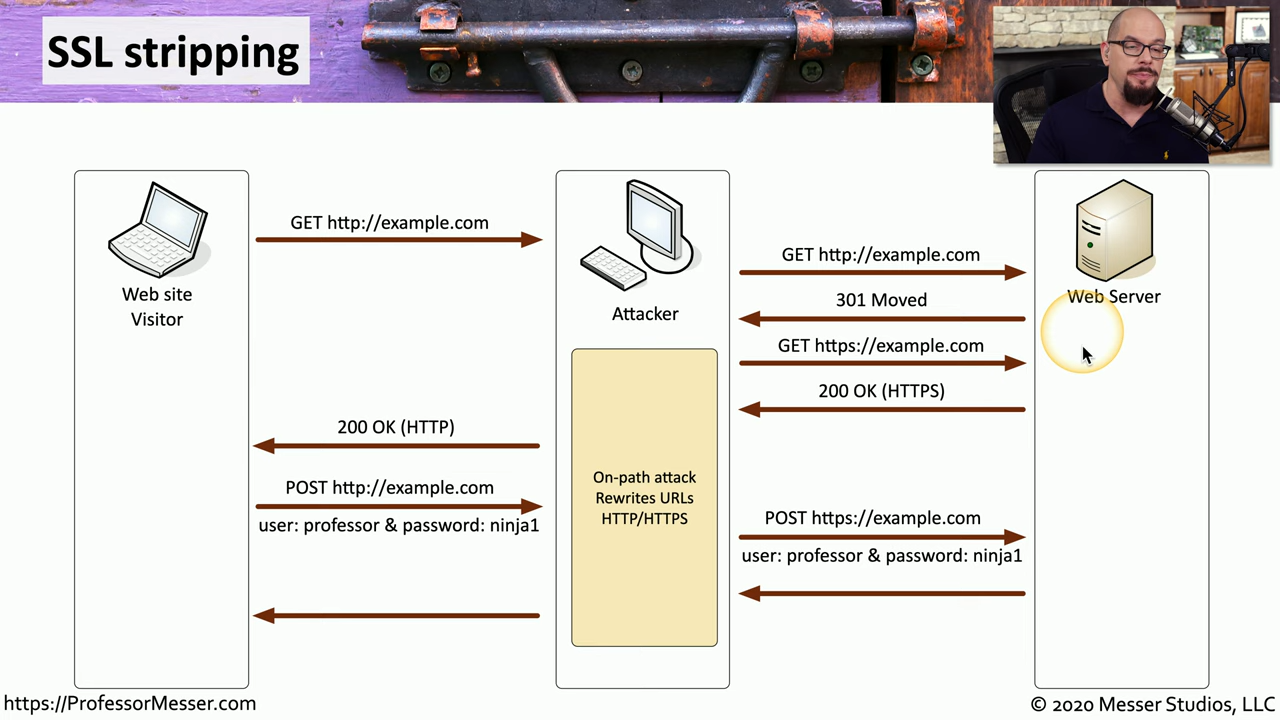 SSL stripping
GET http://example.com
GET http://example.com
Web site
Visitor
Attacker
Web Server
301 Moved
GET https://example.com
200 OK (HTTPS)
200 OK (HTTP)
On-path attack
Rewrites URLs
HTTP/HTTPS
POST http://example.com
user: professor & password: ninja1
POST https://example.com
user: professor & password: ninja1
https://ProfessorMesser.com
© 2020 Messer Studios, LLC